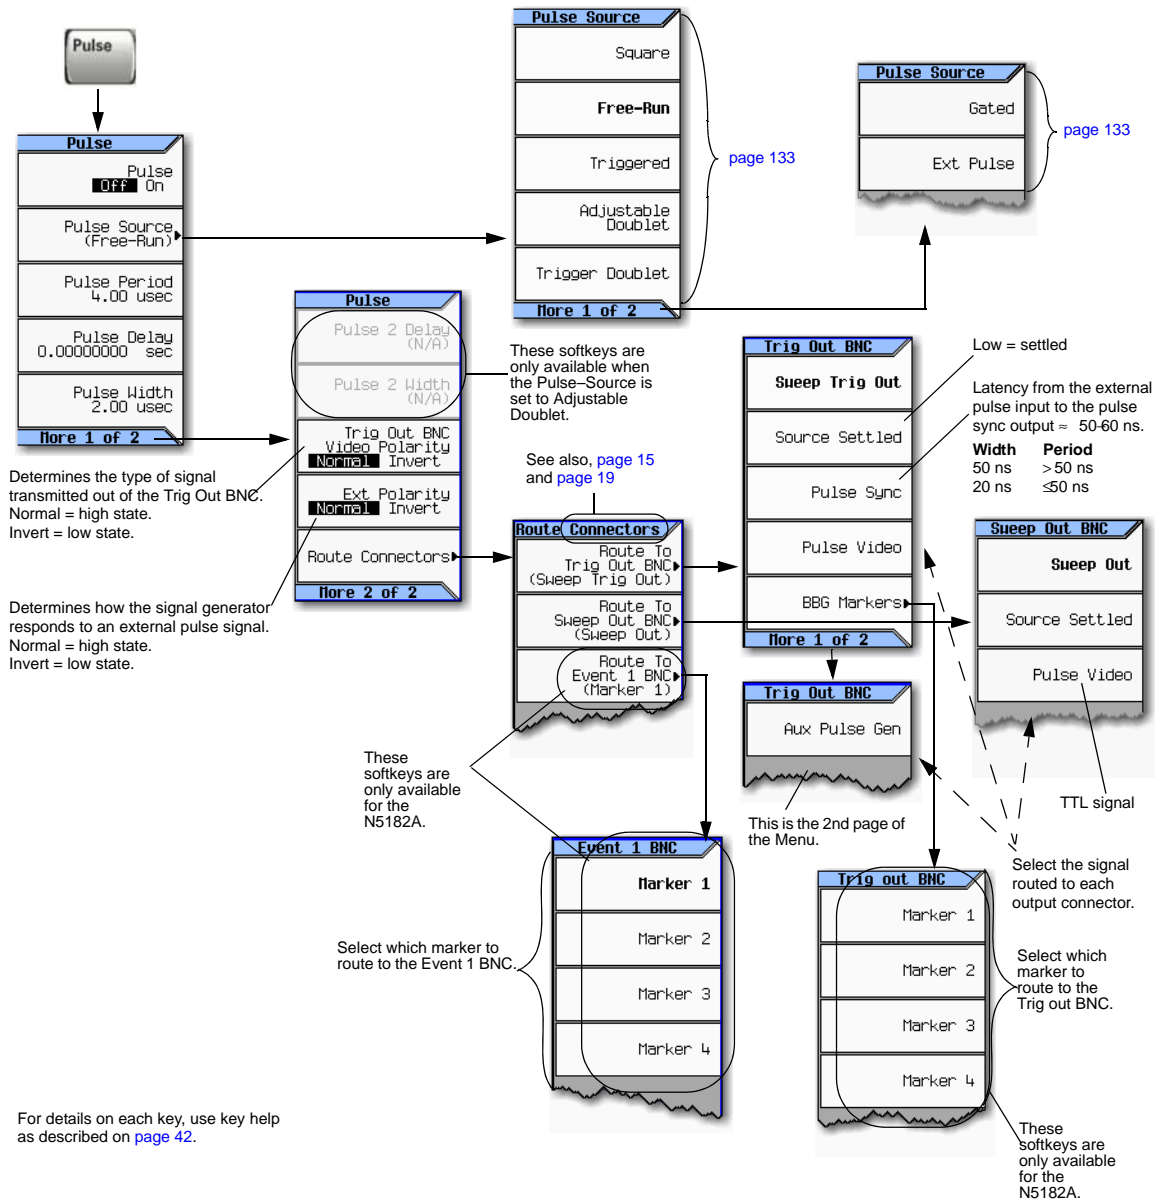 Pulse
Pulse
Pulse
Off On
Pulse Source
(Free-Run)
Pulse Period
4.00 usec
Pulse Delay
0.00000000 sec
Pulse Width
2.00 usec
More 1 of 2
Determines the type of signal
transmitted out of the Trig Out BNC.
Normal = high state.
Invert = low state.
Determines how the signal generator
responds to an external pulse signal.
Normal = high state.
Invert = low state.
Pulse
Pulse 2 Delay
(N/A)
Pulse 2 Width
(N/A)
Trig Out BNC
Video Polarity
Normal Invert
Ext Polarity
Normal Invert
Route Connectors
More 2 of 2
Pulse Source
Square
Free-Run
Triggered
Adjustable
Doublet
Trigger Doublet
More 1 of 2
page 133
Pulse Source
Gated
Ext Pulse
page 133
These softkeys are
only available when
the Pulse–Source is
set to Adjustable
Doublet.
See also, page 15
and page 19
Route Connectors
Route To
Trig Out BNC
(Sweep Trig Out)
Route To
Sweep Out BNC
(Sweep Out)
Route To
Event 1 BNC
(Marker 1)
Trig Out BNC
Sweep Trig Out
Source Settled
Pulse Sync
Pulse Video
BBG Markers
More 1 of 2
Low = settled
Latency from the external
pulse input to the pulse
sync output ≈ 50-60 ns.
Width Period
50 ns > 50 ns
20 ns ≤50 ns
Sweep Out BNC
Sweep Out
Source Settled
Pulse Video
TTL signal
Trig Out BNC
Aux Pulse Gen
This is the 2nd page of
the Menu.
Select the signal
routed to each
output connector.
These
softkeys are
only available
for the
N5182A.
Event 1 BNC
Marker 1
Marker 2
Marker 3
Marker 4
Select which marker to
route to the Event 1 BNC.
Trig out BNC
Marker 1
Marker 2
Marker 3
Marker 4
Select which
marker to
route to the
Trig out BNC.
These
softkeys are
only available
for the
N5182A.
For details on each key, use key help
as described on page 42.